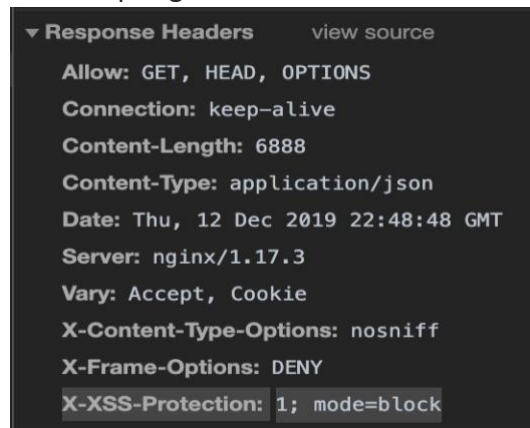 ▾ Response Headers view source
Allow: GET, HEAD, OPTIONS
Connection: keep-alive
Content-Length: 6888
Content-Type: application/json
Date: Thu, 12 Dec 2019 22:48:48 GMT
Server: nginx/1.17.3
Vary: Accept, Cookie
X-Content-Type-Options: nosniff
X-Frame-Options: DENY
X-XSS-Protection: 1; mode=block